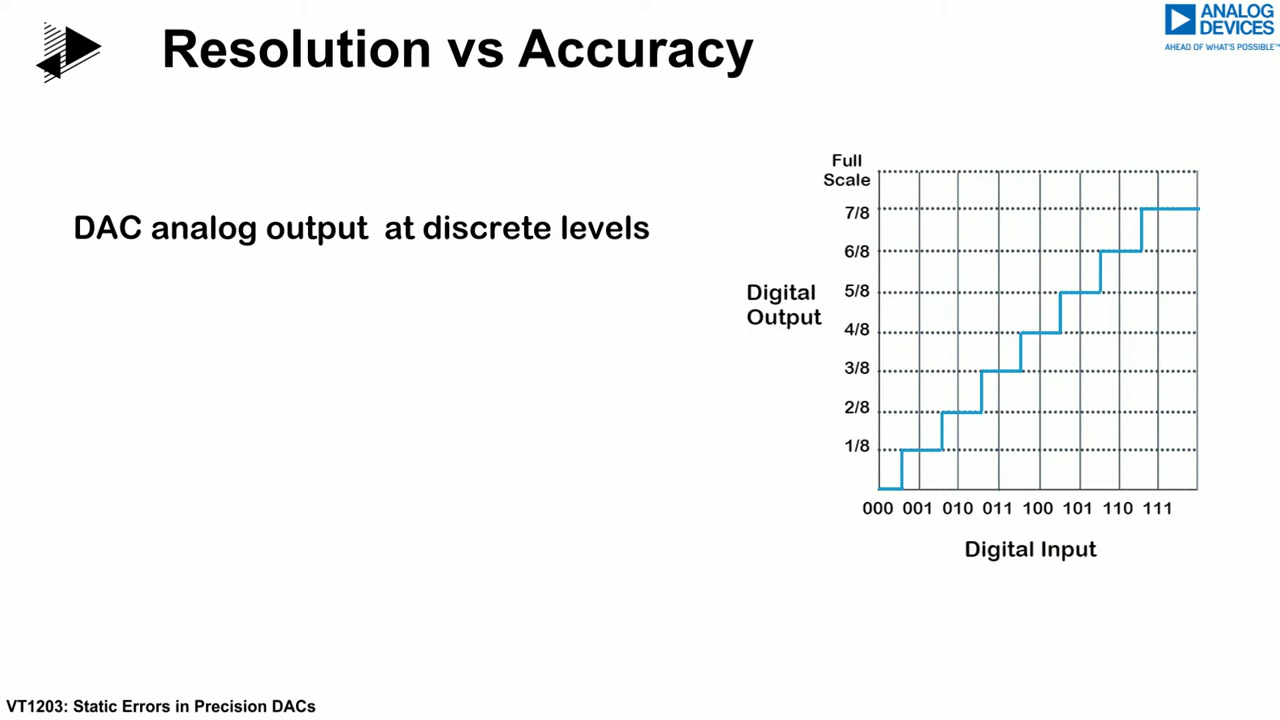 Resolution vs Accuracy
ANALOG
DEVICES
AHEAD OF WHAT'S POSSIBLE™
DAC analog output  at discrete levels
Full
Scale
7/8
6/8
5/8
4/8
3/8
2/8
1/8
Digital
Output
000 001 010 011 100 101 110 111
Digital Input
VT1203: Static Errors in Precision DACs